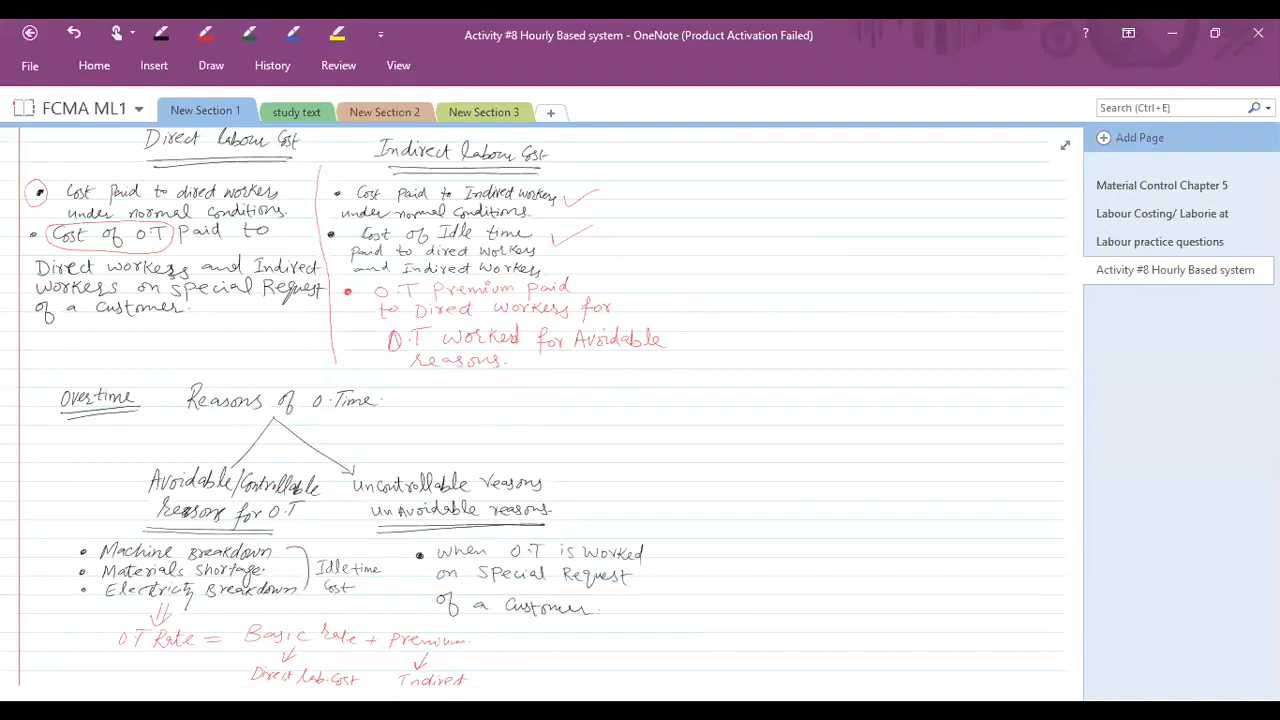 Activity #8 Hourly Based system - OneNote (Product Activation Failed)
?
File Home Insert Draw History Review View
FCMA ML1 New Section 1 study text New Section 2 New Section 3 +
Search (Ctrl+E)
Add Page
Material Control Chapter 5
Labour Costing/ Laborie at
Labour practice questions
Activity #8 Hourly Based system
Direct labour Cost
• Cost paid to direct workers
under normal conditions.
• Cost of O.T paid to
Direct workers and Indirect
workers on special Request
of a customer.
Indirect labour Cost
• Cost paid to Indirect workers
under normal conditions.
• Cost of Idle time
paid to direct workers
and Indirect workers.
• O.T Premium paid
to Direct workers for
O.T worked for Avoidable
reasons.
Overtime Reasons of O.Time.
Avoidable/Controllable
Reasons for O.T
• Machine Breakdown
• Materials Shortage
• Electricity Breakdown
Idle time
Cost
uncontrollable reasons
unAvoidable reasons.
• when O.T is worked
on special Request
of a customer.
O.T Rate = Basic rate + premium.
Direct lab. Cost Indirect